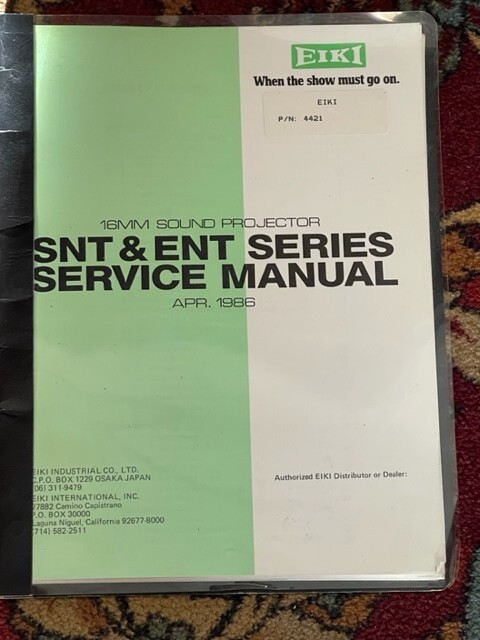 EIKI
When the show must go on.
EIKI
P/N: 4421
16MM SOUND PROJECTOR
SNT & ENT SERIES
SERVICE MANUAL
APR. 1986
EIKI INDUSTRIAL CO., LTD.
C.P.O. BOX 1229 OSAKA JAPAN
(06) 311-9479
EIKI INTERNATIONAL, INC.
27882 Camino Capistrano
P.O. BOX 30000
Laguna Niguel, California 92677-8000
(714) 582-2511
Authorized EIKI Distributor or Dealer: